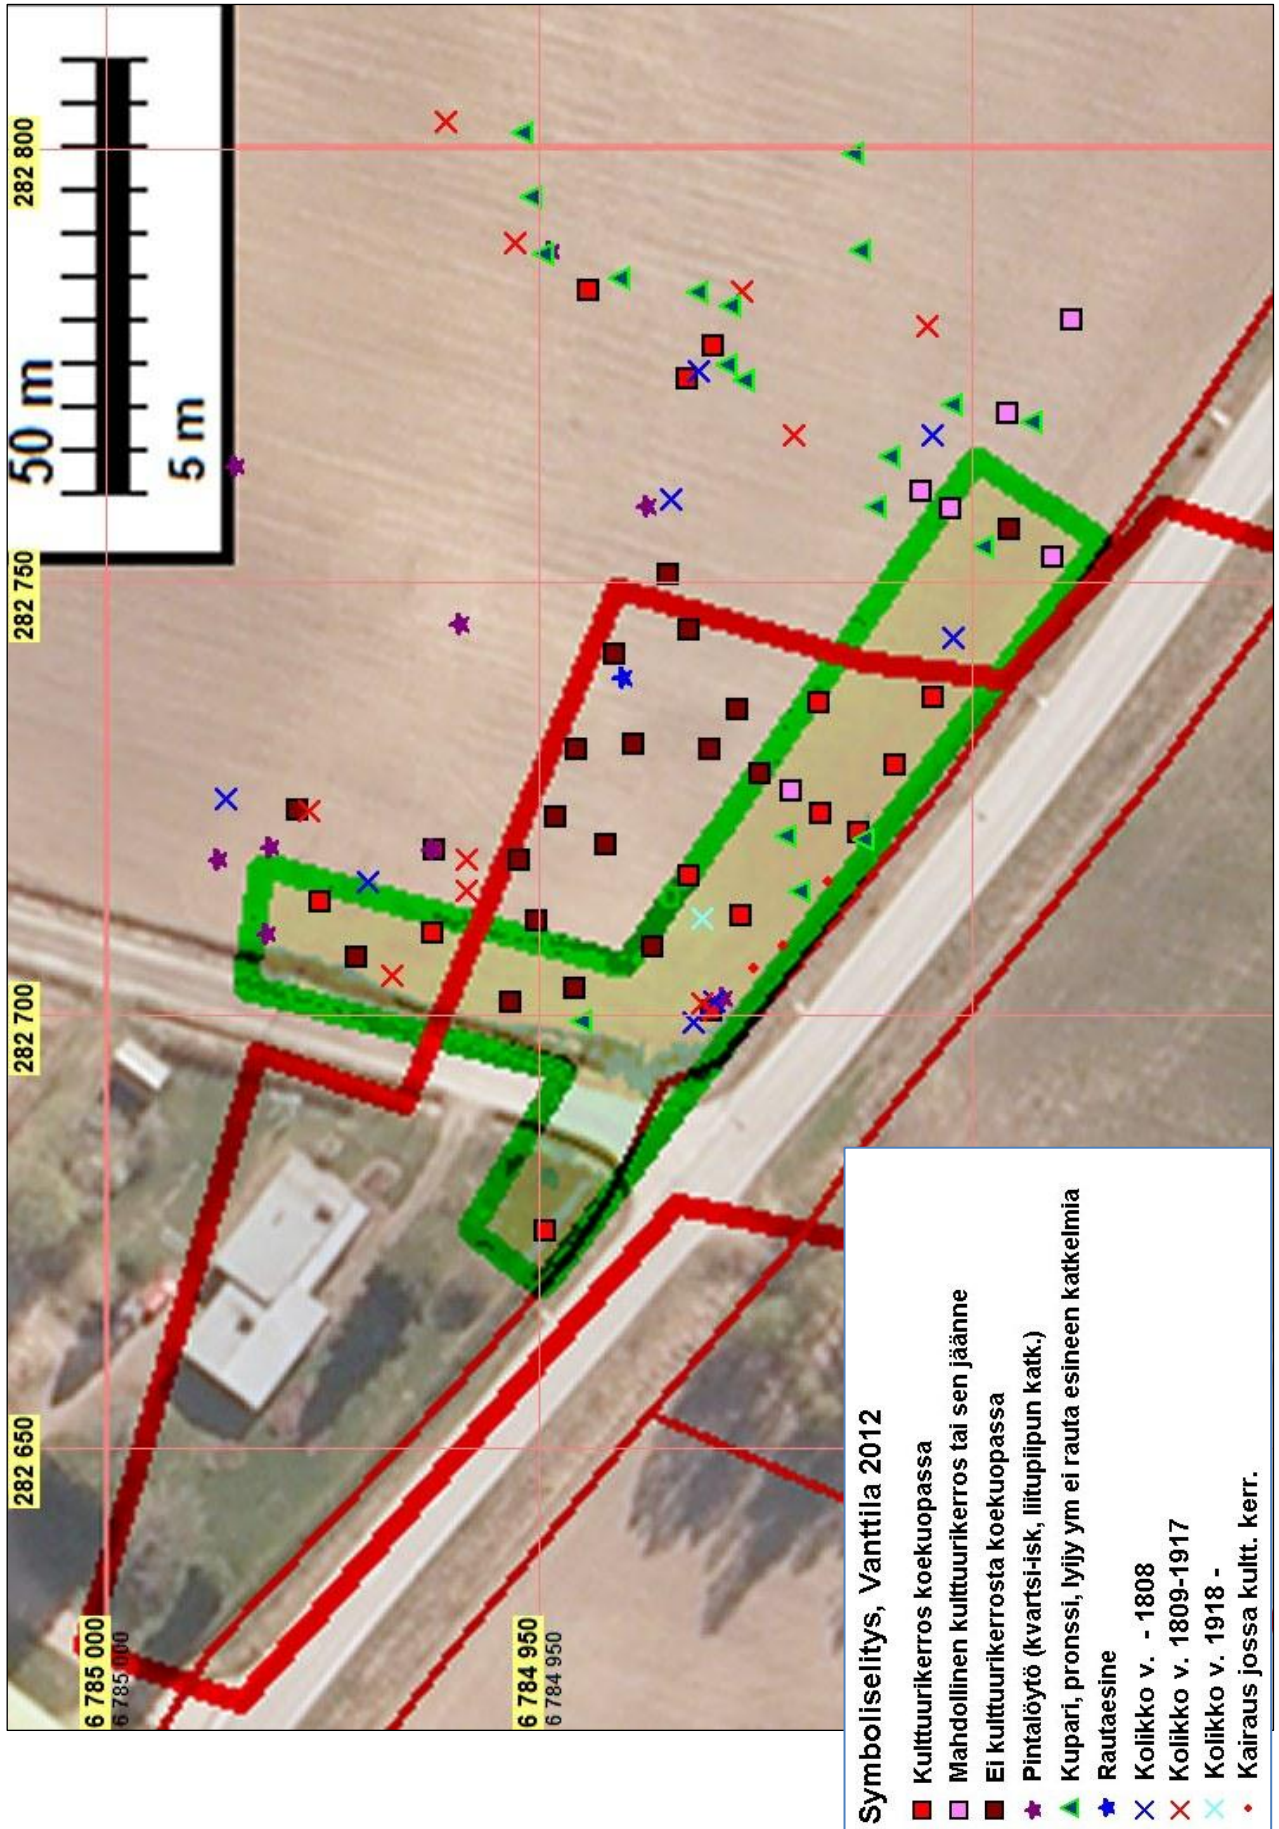 50 m
5 m
282 800
282 750
282 700
282 650
6 785 000
6 785 000
6 784 950
6 784 950
Symboliselitys, Vanttila 2012
Kulttuurikerros koekuopassa
Mahdollinen kulttuurikerros tai sen jäänne
Ei kulttuurikerrosta koekuopassa
Pintalöytö (kvartsi-isk, liitupiipun katk.)
Kupari, pronssi, lyijy ym ei rauta esineen katkelmia
Rautaesine
Kolikko v. - 1808
Kolikko v. 1809-1917
Kolikko v. 1918 -
Kairaus jossa kultt. kerr.